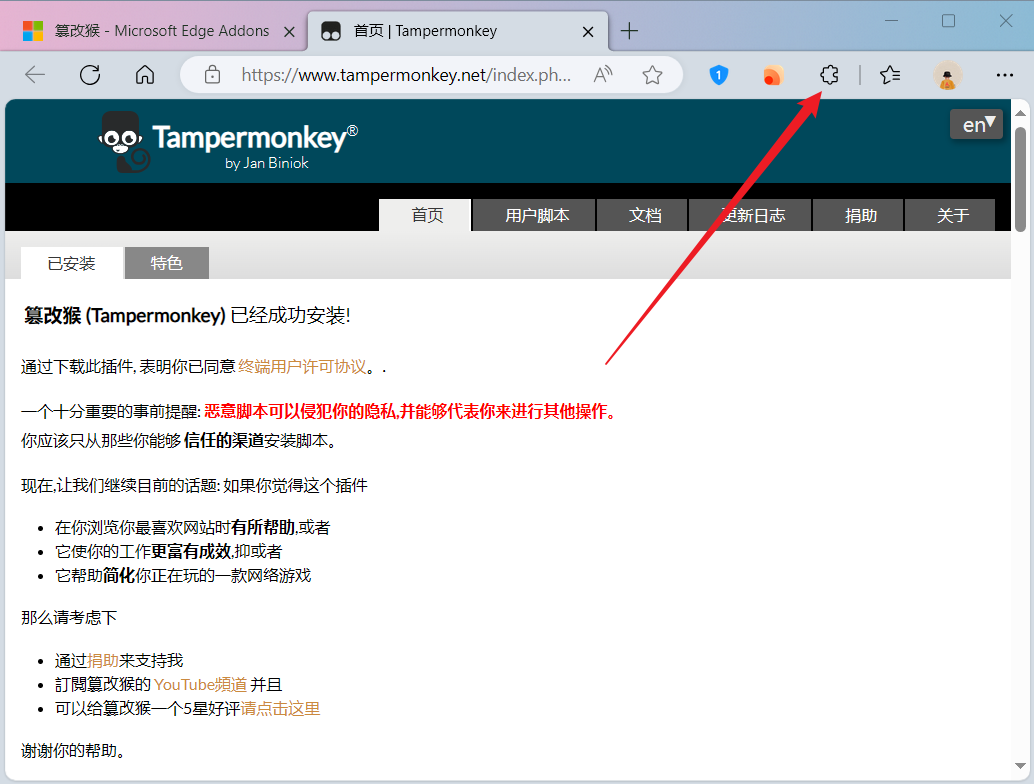 篡改猴 - Microsoft Edge Addons
首页 | Tampermonkey
https://www.tampermonkey.net/index.ph...
A
1
Tampermonkey®
by Jan Biniok
en
首页
用户脚本
文档
更新日志
捐助
关于
已安装
特色
篡改猴 (Tampermonkey) 已经成功安装!
通过下载此插件, 表明你已同意 终端用户许可协议。.
一个十分重要的事前提醒: 恶意脚本可以侵犯你的隐私,并能够代表你来进行其他操作。
你应该只从那些你能够 信任的渠道安装脚本。
现在,让我们继续目前的话题: 如果你觉得这个插件
• 在你浏览你最喜欢网站时有所帮助,或者
• 它使你的工作更富有成效,抑或者
• 它帮助简化你正在玩的一款网络游戏
那么请考虑下
• 通过捐助来支持我
• 訂閱篡改猴的 YouTube頻道 并且
• 可以给篡改猴一个5星好评请点击这里
谢谢你的帮助。